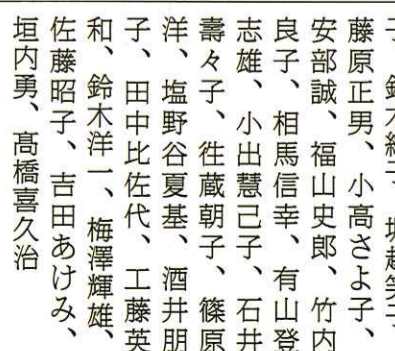 藤原正男、小高さよ子、
安部誠、福山史郎、竹内
良子、相馬信幸、有山登
志雄、小出慧己子、石井
壽々子、徃蔵朝子、篠原
洋、塩野谷夏基、酒井朋
子、田中比佐代、工藤英
和、鈴木洋一、梅澤輝雄、
佐藤昭子、吉田あけみ、
垣内勇、髙橋喜久治